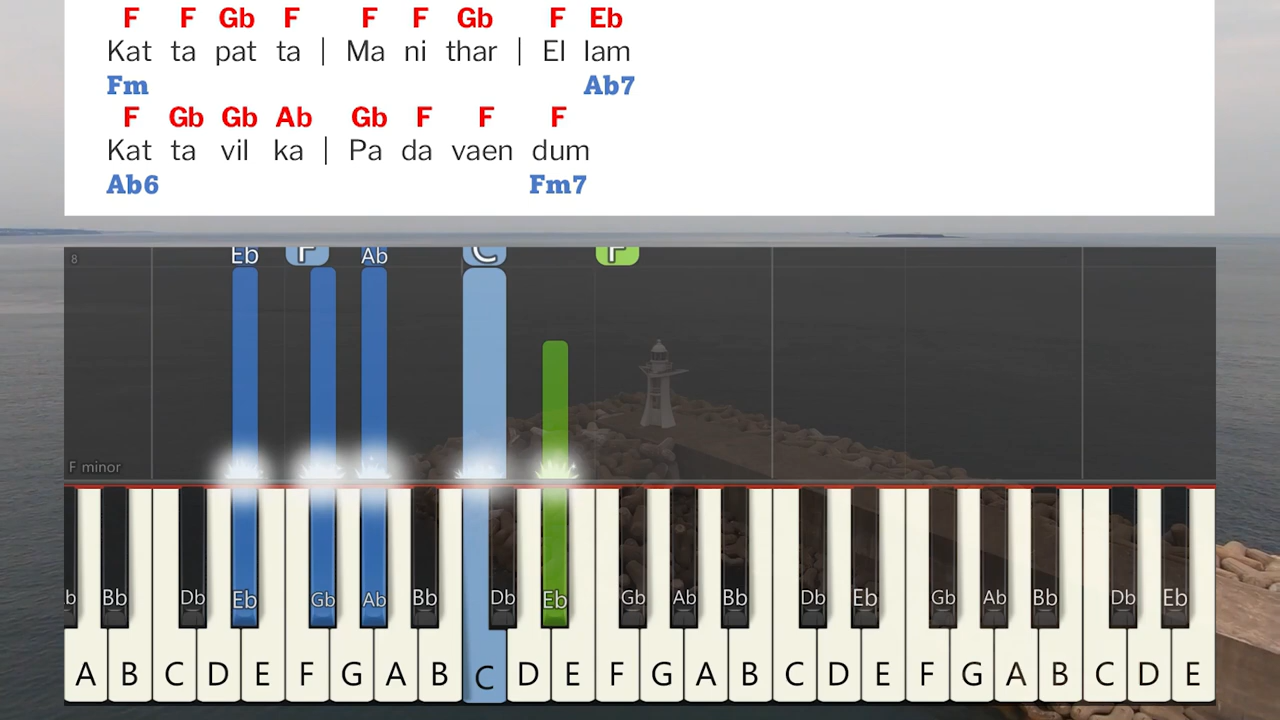 F F Gb F F F Gb F Eb
Kat ta pat ta | Ma ni thar | El lam
Fm Ab7
F Gb Gb Ab Gb F F F
Kat ta vil ka | Pa da vaen dum
Ab6 Fm7
Eb F Ab C F
8
F minor
b Bb Db Eb Gb Ab Bb Db Eb Gb Ab Bb Db Eb Gb Ab Bb Db Eb
A B C D E F G A B C D E F G A B C D E F G A B C D E